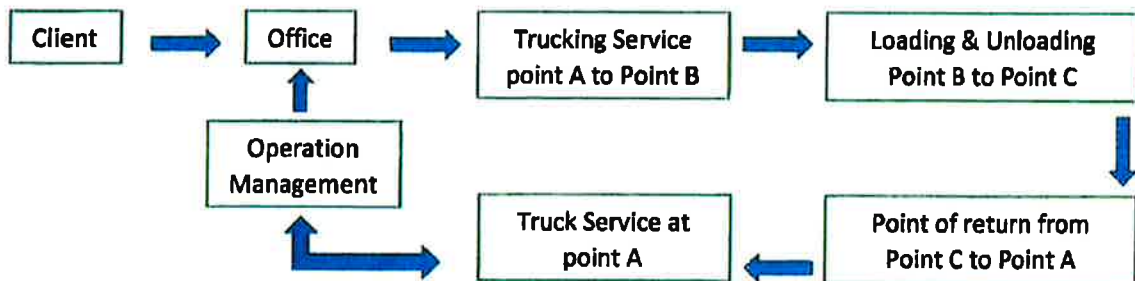 Client
Office
Trucking Service
point A to Point B
Loading & Unloading
Point B to Point C
Operation
Management
Truck Service at
point A
Point of return from
Point C to Point A